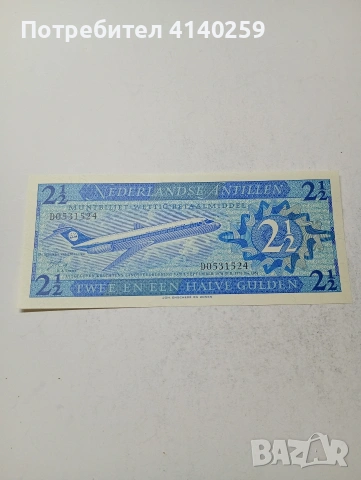 Потребител 4140259
2½ NEDERLANDSE ANTILLEN 2½
MUNTBILJET WETTIG BETAALMIDDEL
D0531524
2½
D0531524
2½ TWEE EN EEN HALVE GULDEN
BAZAR